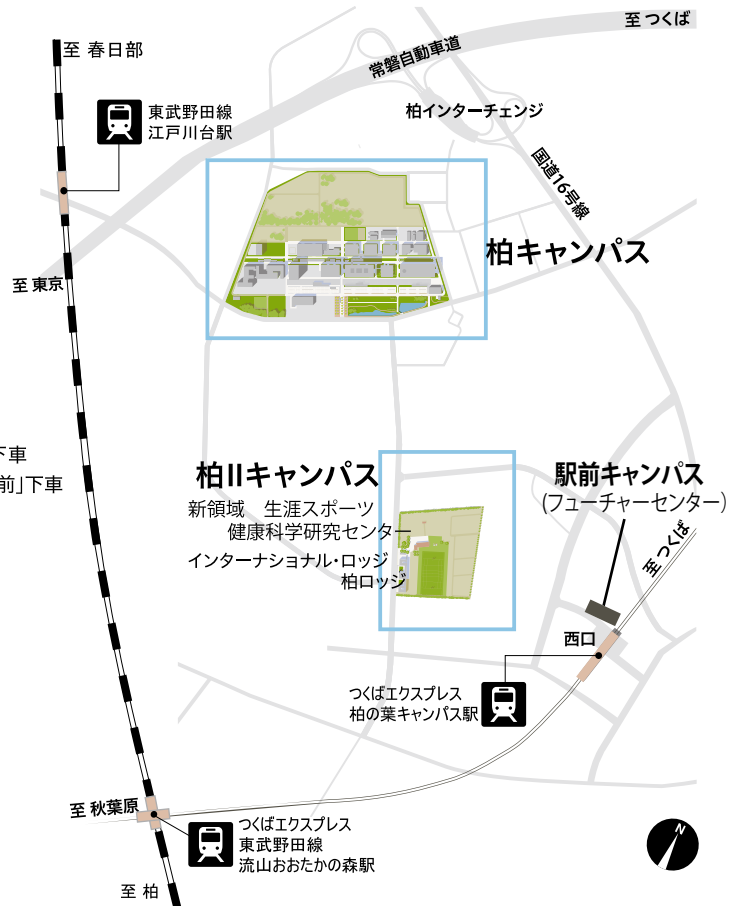 至 つくば
至 春日部
常磐自動車道
東武野田線
江戸川台駅
柏インターチェンジ
国道16号線
柏キャンパス
至 東京
下車
前」下車
柏IIキャンパス
新領域　生涯スポーツ
健康科学研究センター
インターナショナル・ロッジ
柏ロッジ
駅前キャンパス
(フューチャーセンター)
至 つくば
西口
つくばエクスプレス
柏の葉キャンパス駅
至 秋葉原
つくばエクスプレス
東武野田線
流山おおたかの森駅
至 柏
N